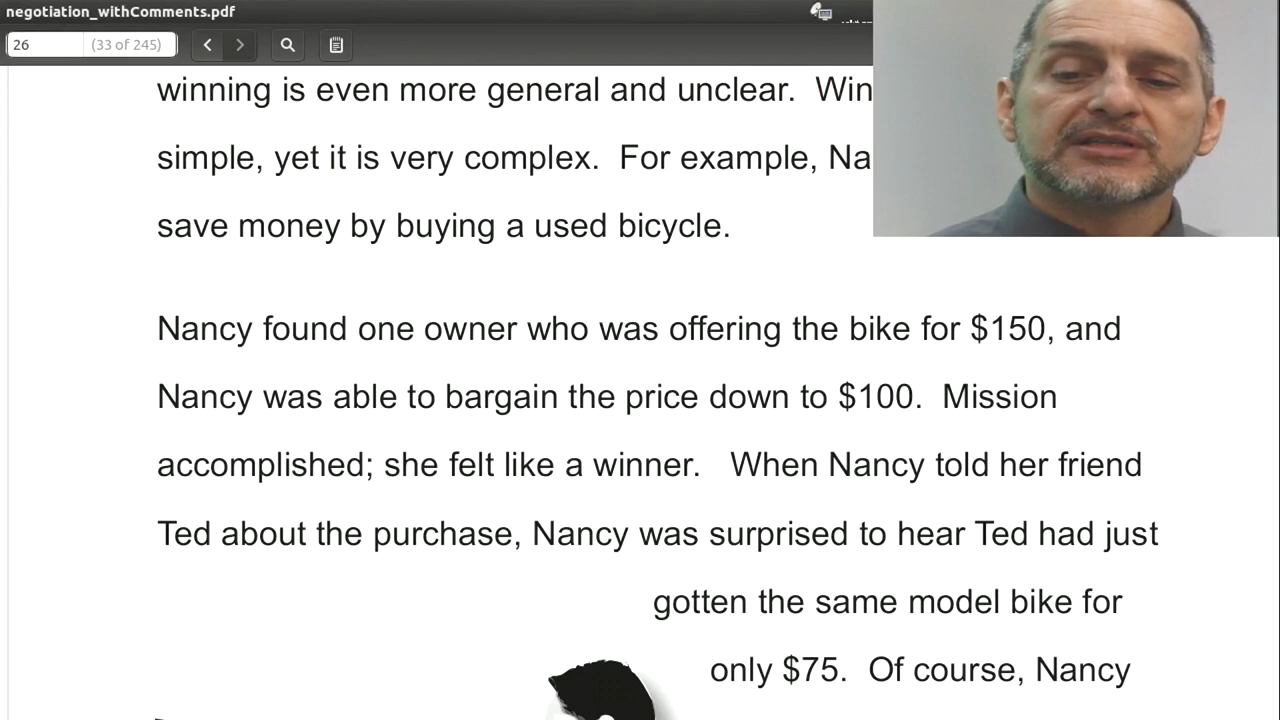 negotiation_withComments.pdf
26 (33 of 245)
winning is even more general and unclear. Win
simple, yet it is very complex. For example, Na
save money by buying a used bicycle.
Nancy found one owner who was offering the bike for $150, and
Nancy was able to bargain the price down to $100. Mission
accomplished; she felt like a winner. When Nancy told her friend
Ted about the purchase, Nancy was surprised to hear Ted had just
gotten the same model bike for
only $75. Of course, Nancy